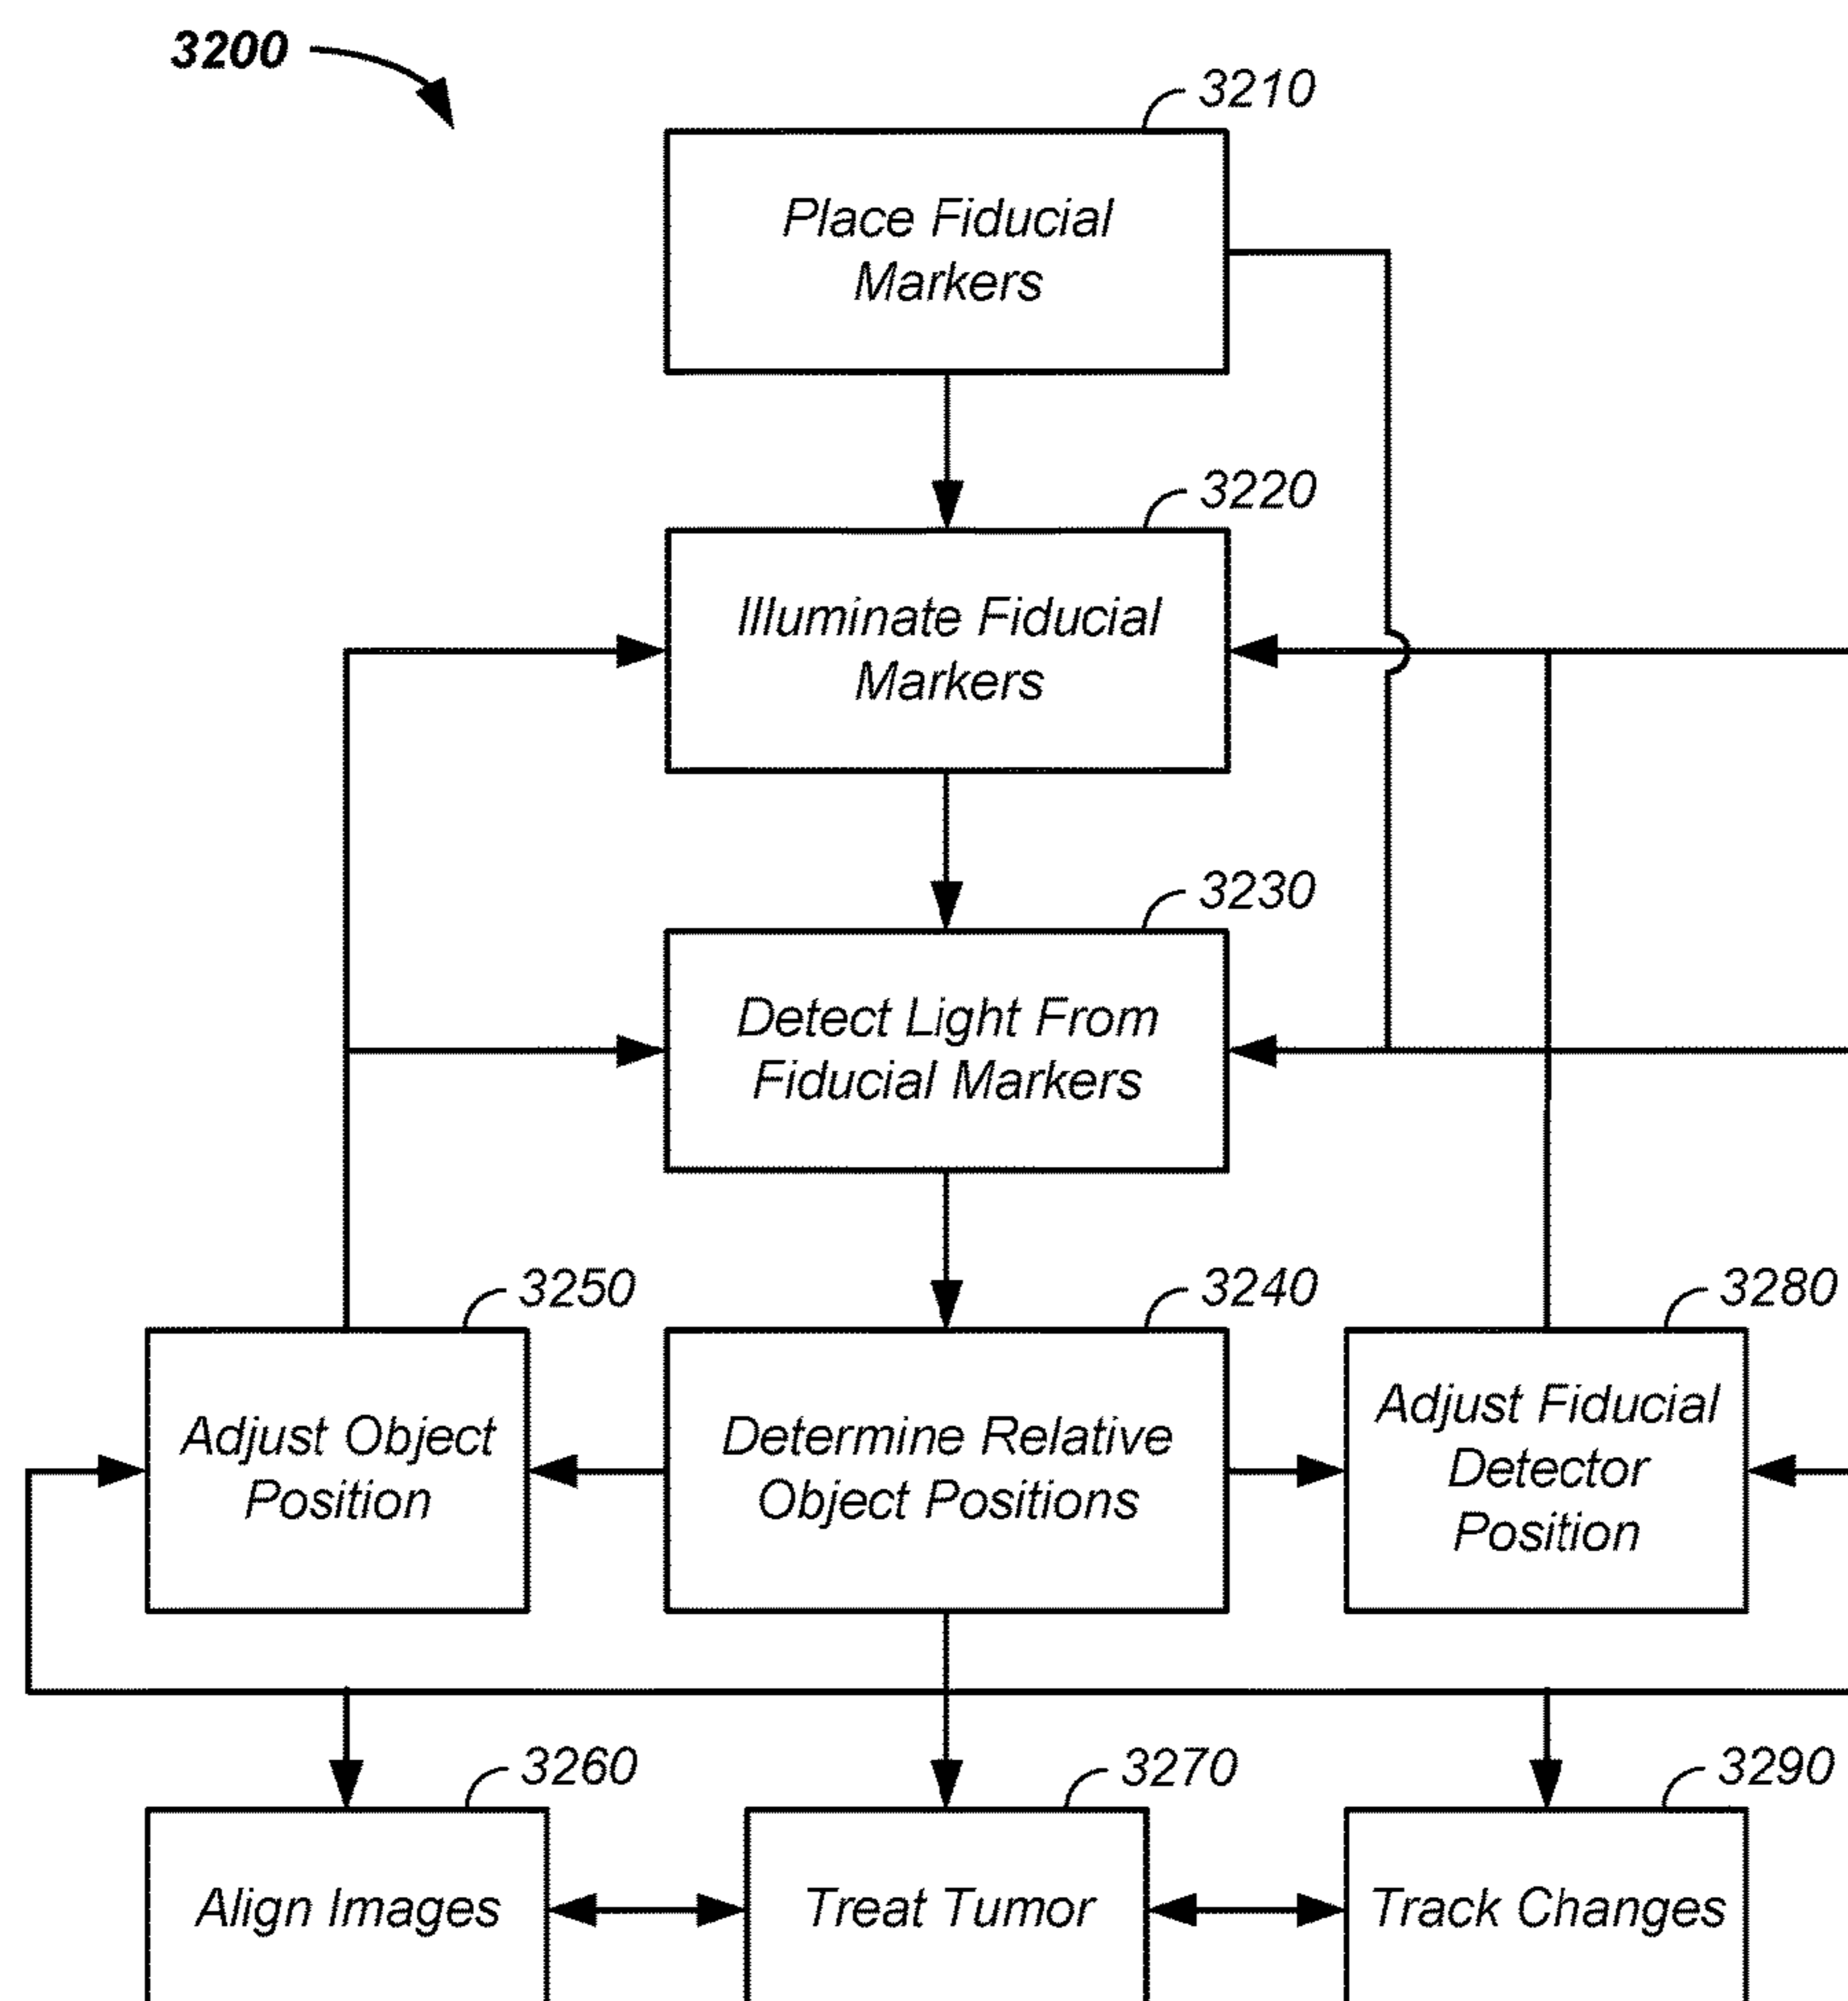 3200
3210
Place Fiducial
Markers
3220
Illuminate Fiducial
Markers
3230
Detect Light From
Fiducial Markers
3250
Adjust Object
Position
3240
Determine Relative
Object Positions
3280
Adjust Fiducial
Detector
Position
3260
Align Images
3270
Treat Tumor
3290
Track Changes